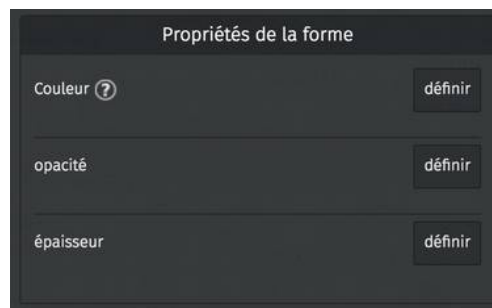 Propriétés de la forme
Couleur ?
définir
opacité
définir
épaisseur
définir